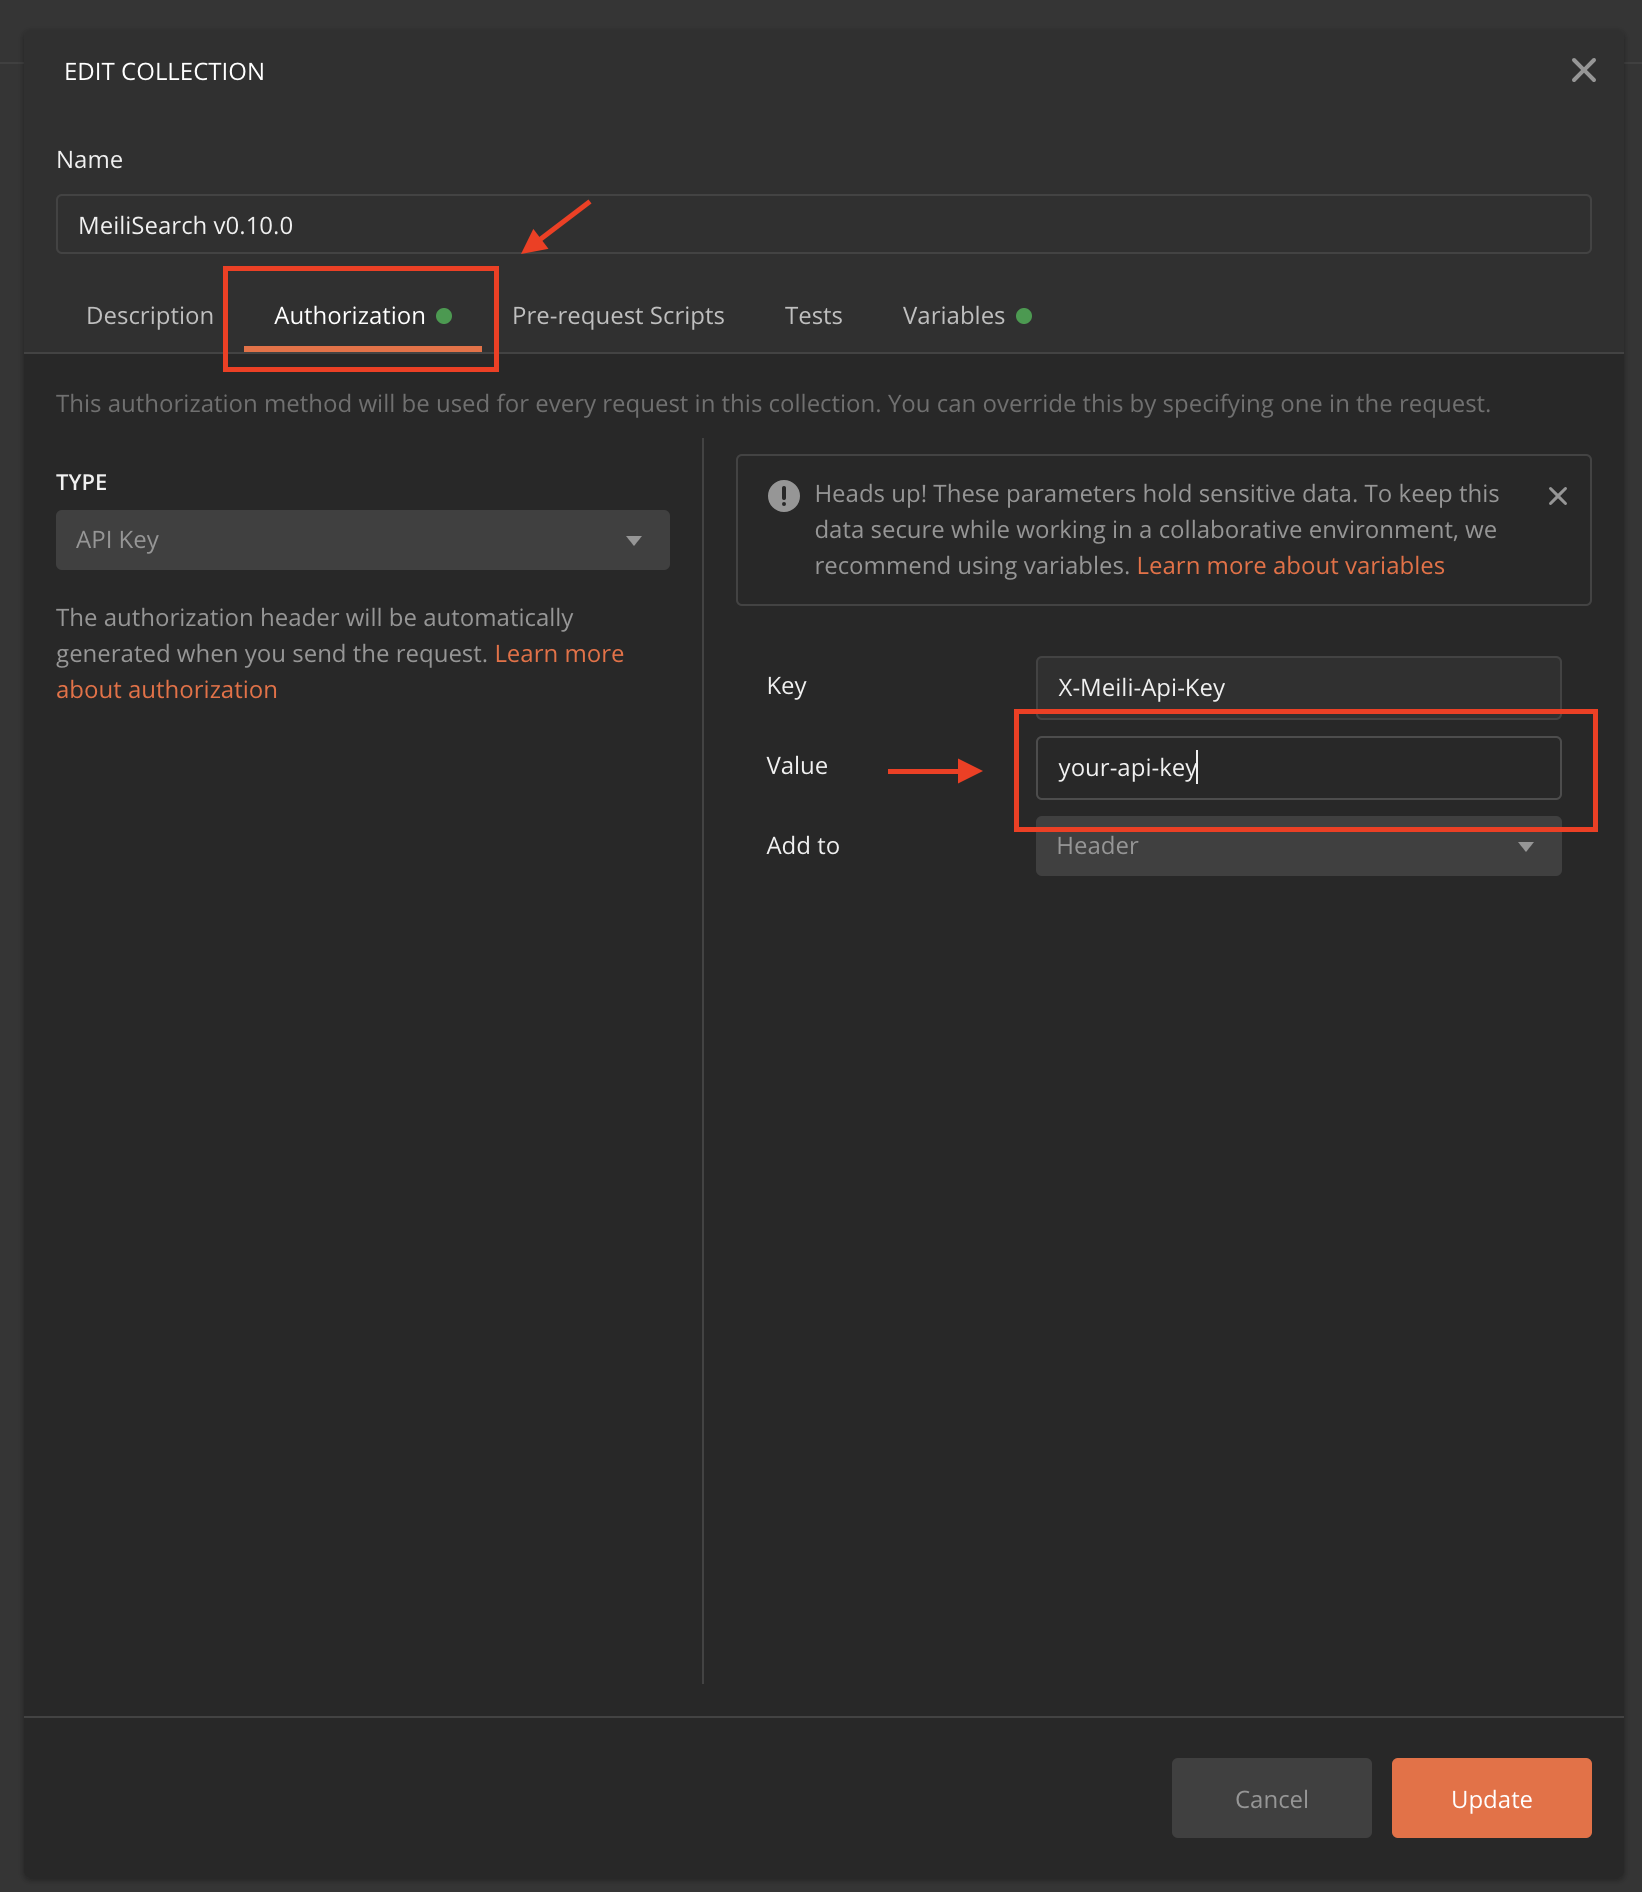 EDIT COLLECTION
Name
MeiliSearch v0.10.0
Description
Authorization
Pre-request Scripts
Tests
Variables
This authorization method will be used for every request in this collection. You can override this by specifying one in the request.
TYPE
API Key
The authorization header will be automatically
generated when you send the request. Learn more
about authorization
Heads up! These parameters hold sensitive data. To keep this
data secure while working in a collaborative environment, we
recommend using variables. Learn more about variables
Key
X-Meili-Api-Key
Value
your-api-key
Add to
Header
Cancel
Update